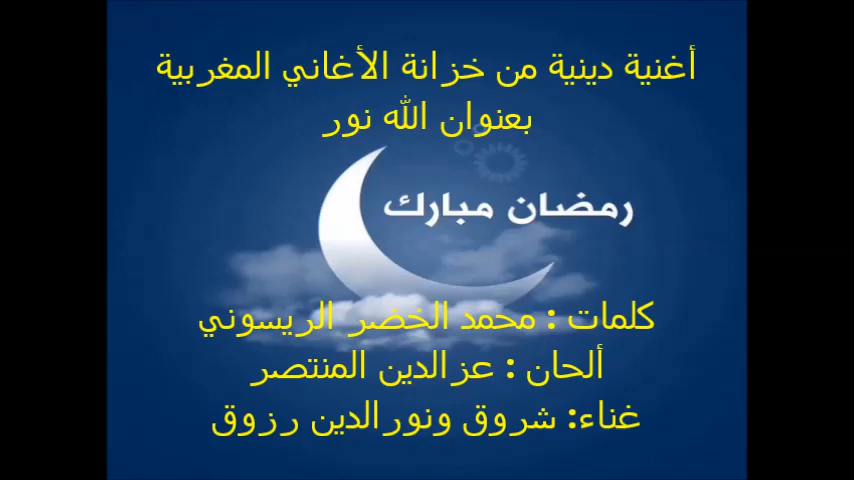 أغنية دينية من خزانة الأغاني المغربية
بعنوان الله نور
رمضان مبارك
كلمات : محمد الخضر الريسوني
ألحان : عزالدين المنتصر
غناء: شروق ونورالدين رزوق